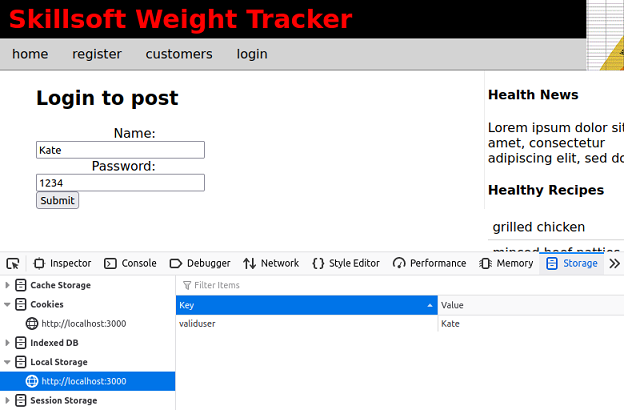 Skillsoft Weight Tracker
home register customers login
Login to post
Name:
Kate
Password:
1234
Submit
Health News
Lorem ipsum dolor sit
amet, consectetur
adipiscing elit, sed do
Healthy Recipes
grilled chicken
minced beef patties
Inspector Console Debugger Network Style Editor Performance Memory Storage
Cache Storage
Cookies
http://localhost:3000
Indexed DB
Local Storage
http://localhost:3000
Session Storage
Filter Items
Key Value
validuser Kate